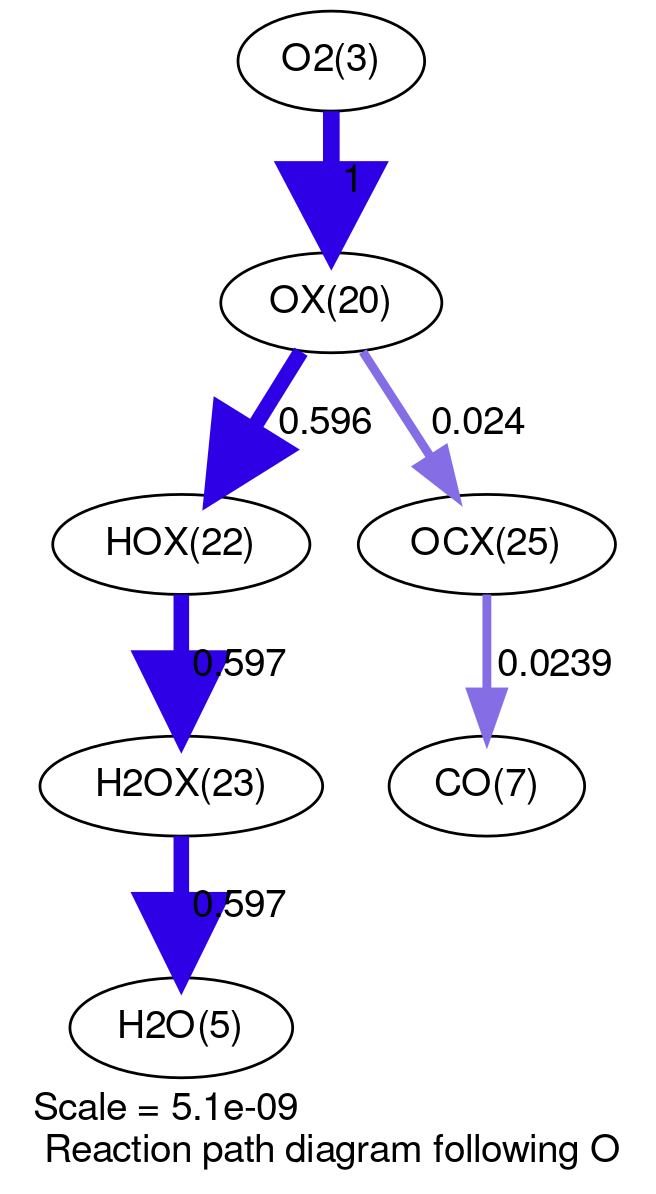 O2(3)
1
OX(20)
0.596
0.024
HOX(22)
OCX(25)
0.597
0.0239
H2OX(23)
CO(7)
0.597
H2O(5)
Scale = 5.1e-09
Reaction path diagram following O